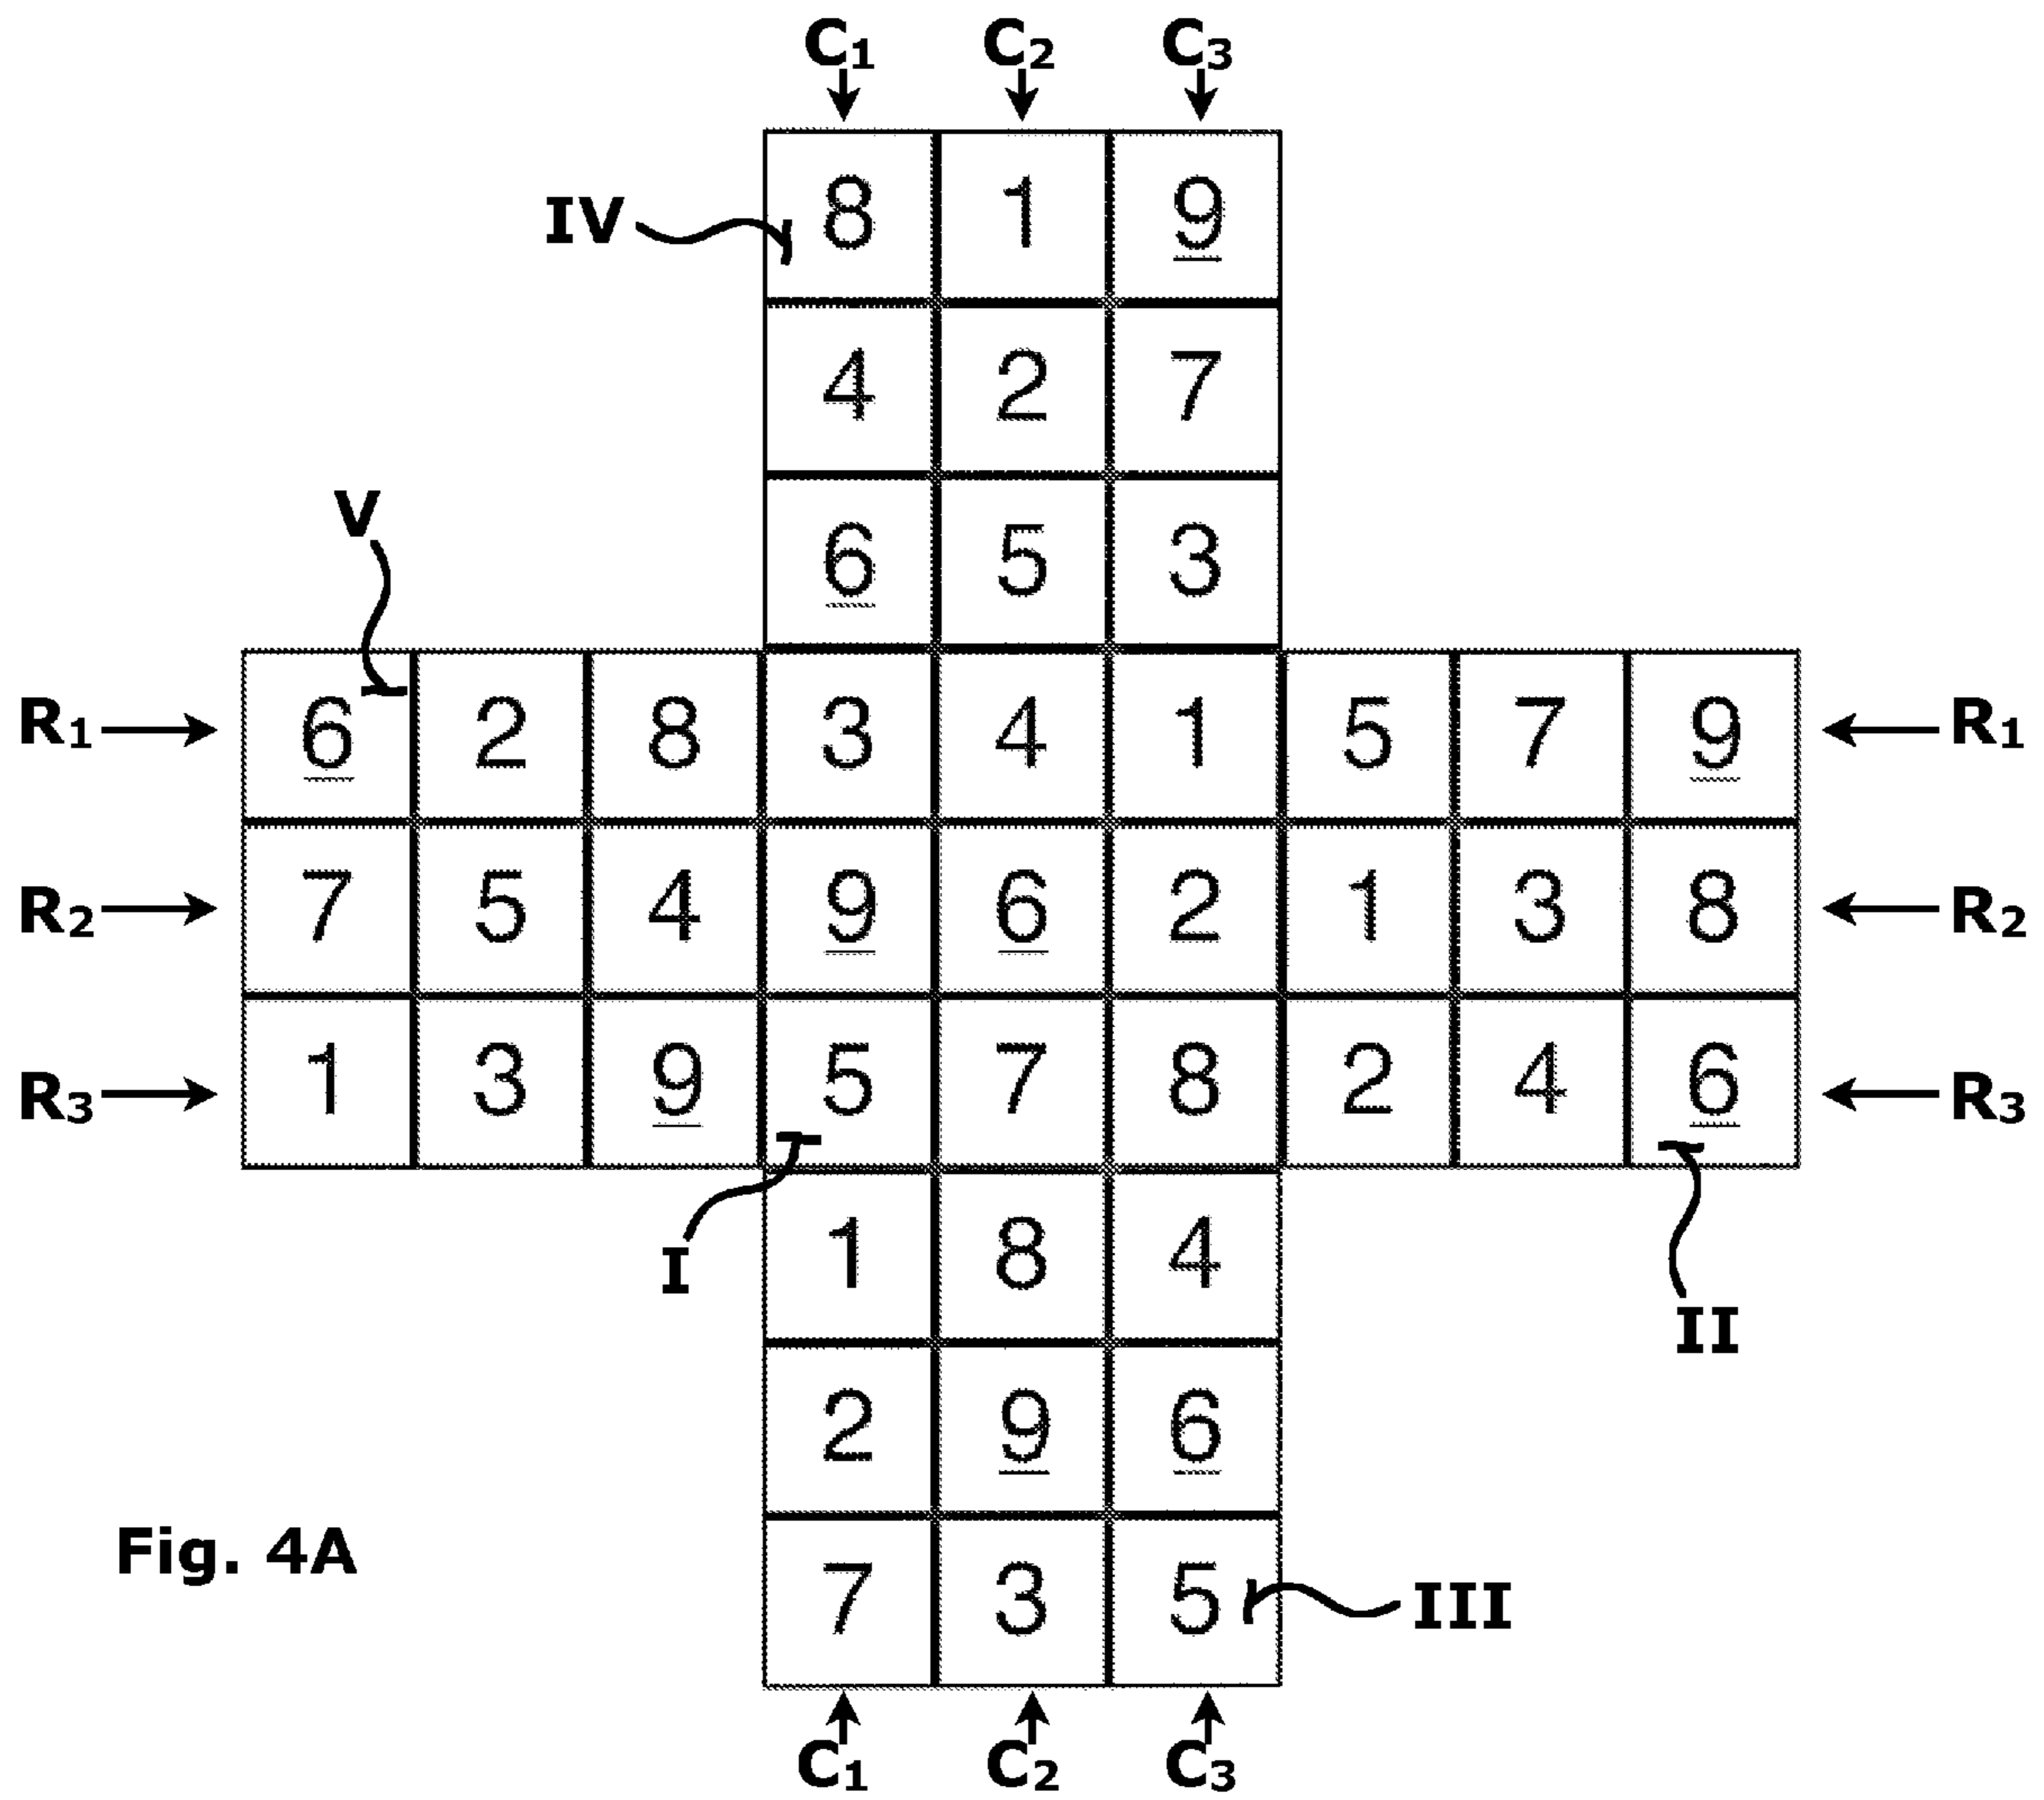 C₁ C₂ C₃
IV 8 1 9
4 2 7
V
6 5 3
R₁ 6 2 8 3 4 1 5 7 9 R₁
R₂ 7 5 4 9 6 2 1 3 8 R₂
R₃ 1 3 9 5 7 8 2 4 6 R₃
I 1 8 4 II
2 9 6
Fig. 4A
7 3 5 III
C₁ C₂ C₃